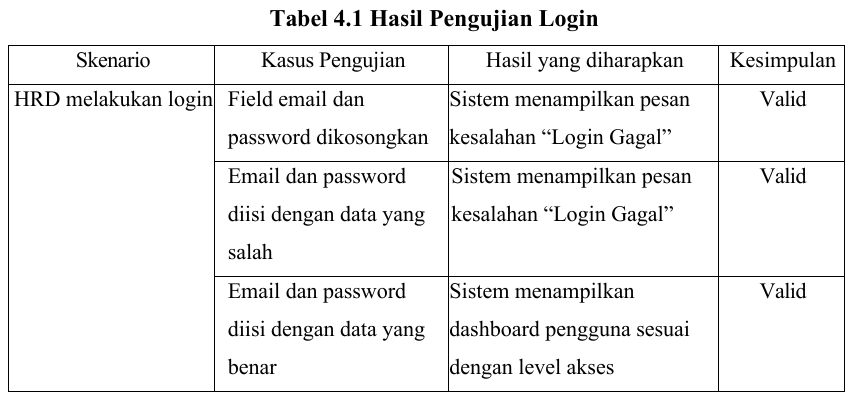 Tabel 4.1 Hasil Pengujian Login
Skenario Kasus Pengujian Hasil yang diharapkan Kesimpulan
HRD melakukan login Field email dan Sistem menampilkan pesan Valid
password dikosongkan kesalahan “Login Gagal”
Email dan password Sistem menampilkan pesan Valid
diisi dengan data yang kesalahan “Login Gagal”
salah
Email dan password Sistem menampilkan Valid
diisi dengan data yang dashboard pengguna sesuai
benar dengan level akses